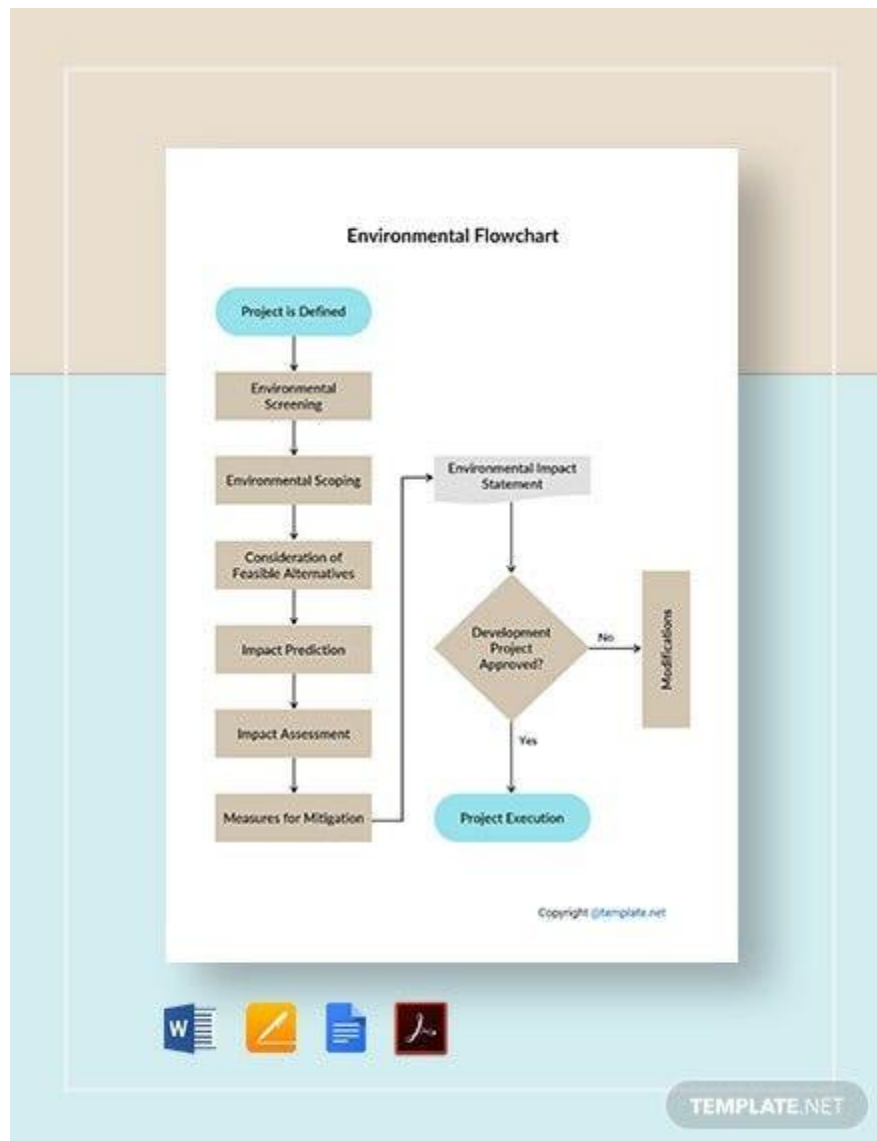 Environmental Flowchart
Project is Defined
Environmental
Screening
Environmental Scoping
Consideration of
Feasible Alternatives
Impact Prediction
Impact Assessment
Measures for Mitigation
Environmental Impact
Statement
Development
Project
Approved?
No
Modifications
Yes
Project Execution
Copyright @template.net
W
TEMPLATE.NET